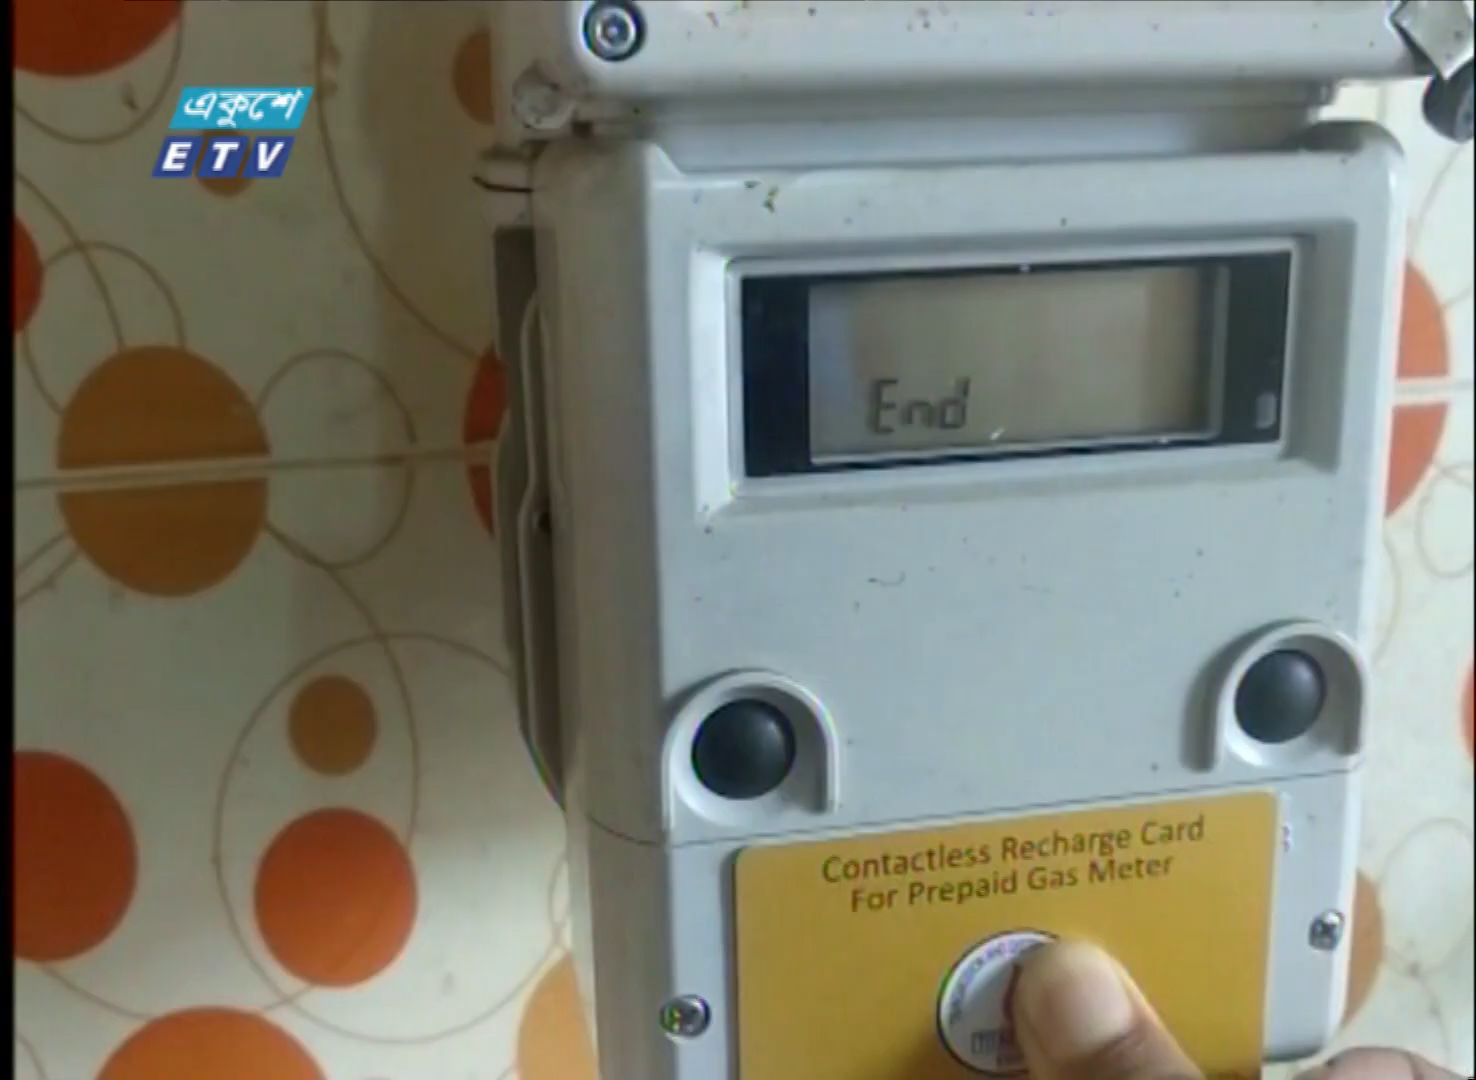 একুশে
ETV
End
Contactless Recharge Card
For Prepaid Gas Meter